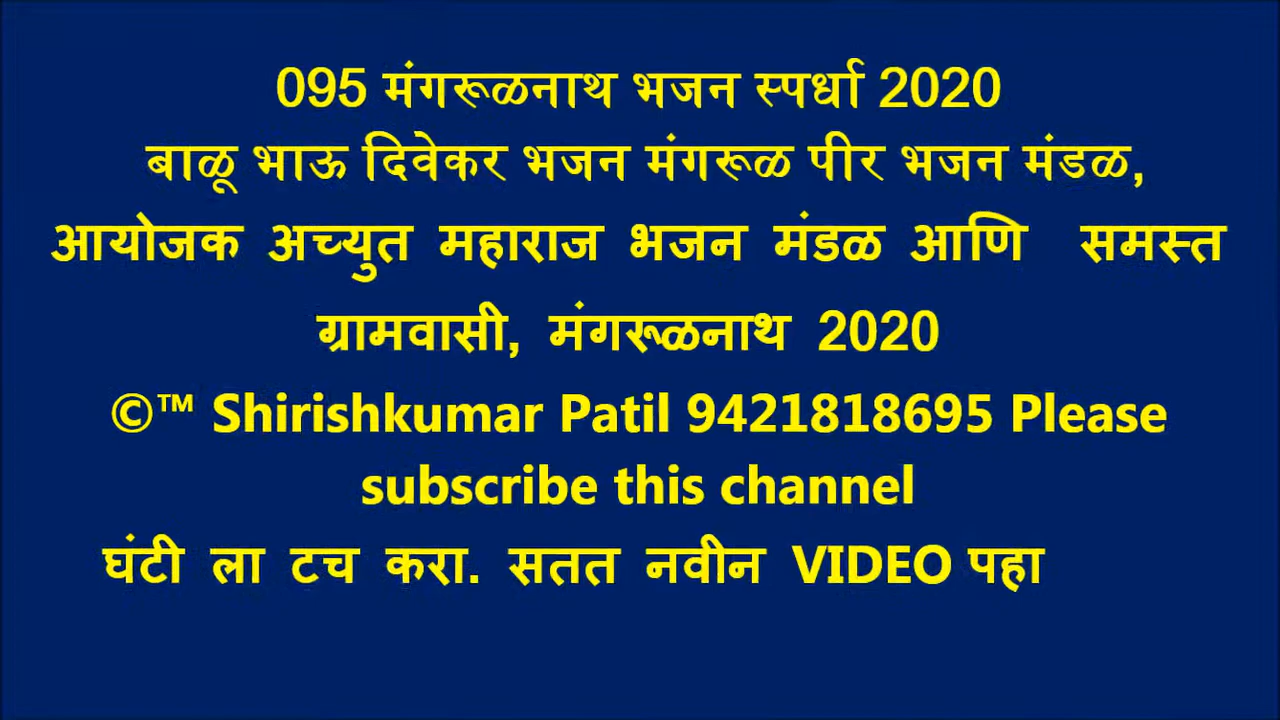 095 मंगरूळनाथ भजन स्पर्धा 2020
बाळू भाऊ दिवेकर भजन मंगरूळ पीर भजन मंडळ,
आयोजक अच्युत महाराज भजन मंडळ आणि समस्त
ग्रामवासी, मंगरूळनाथ 2020
©™ Shirishkumar Patil 9421818695 Please
subscribe this channel
घंटी ला टच करा. सतत नवीन VIDEO पहा